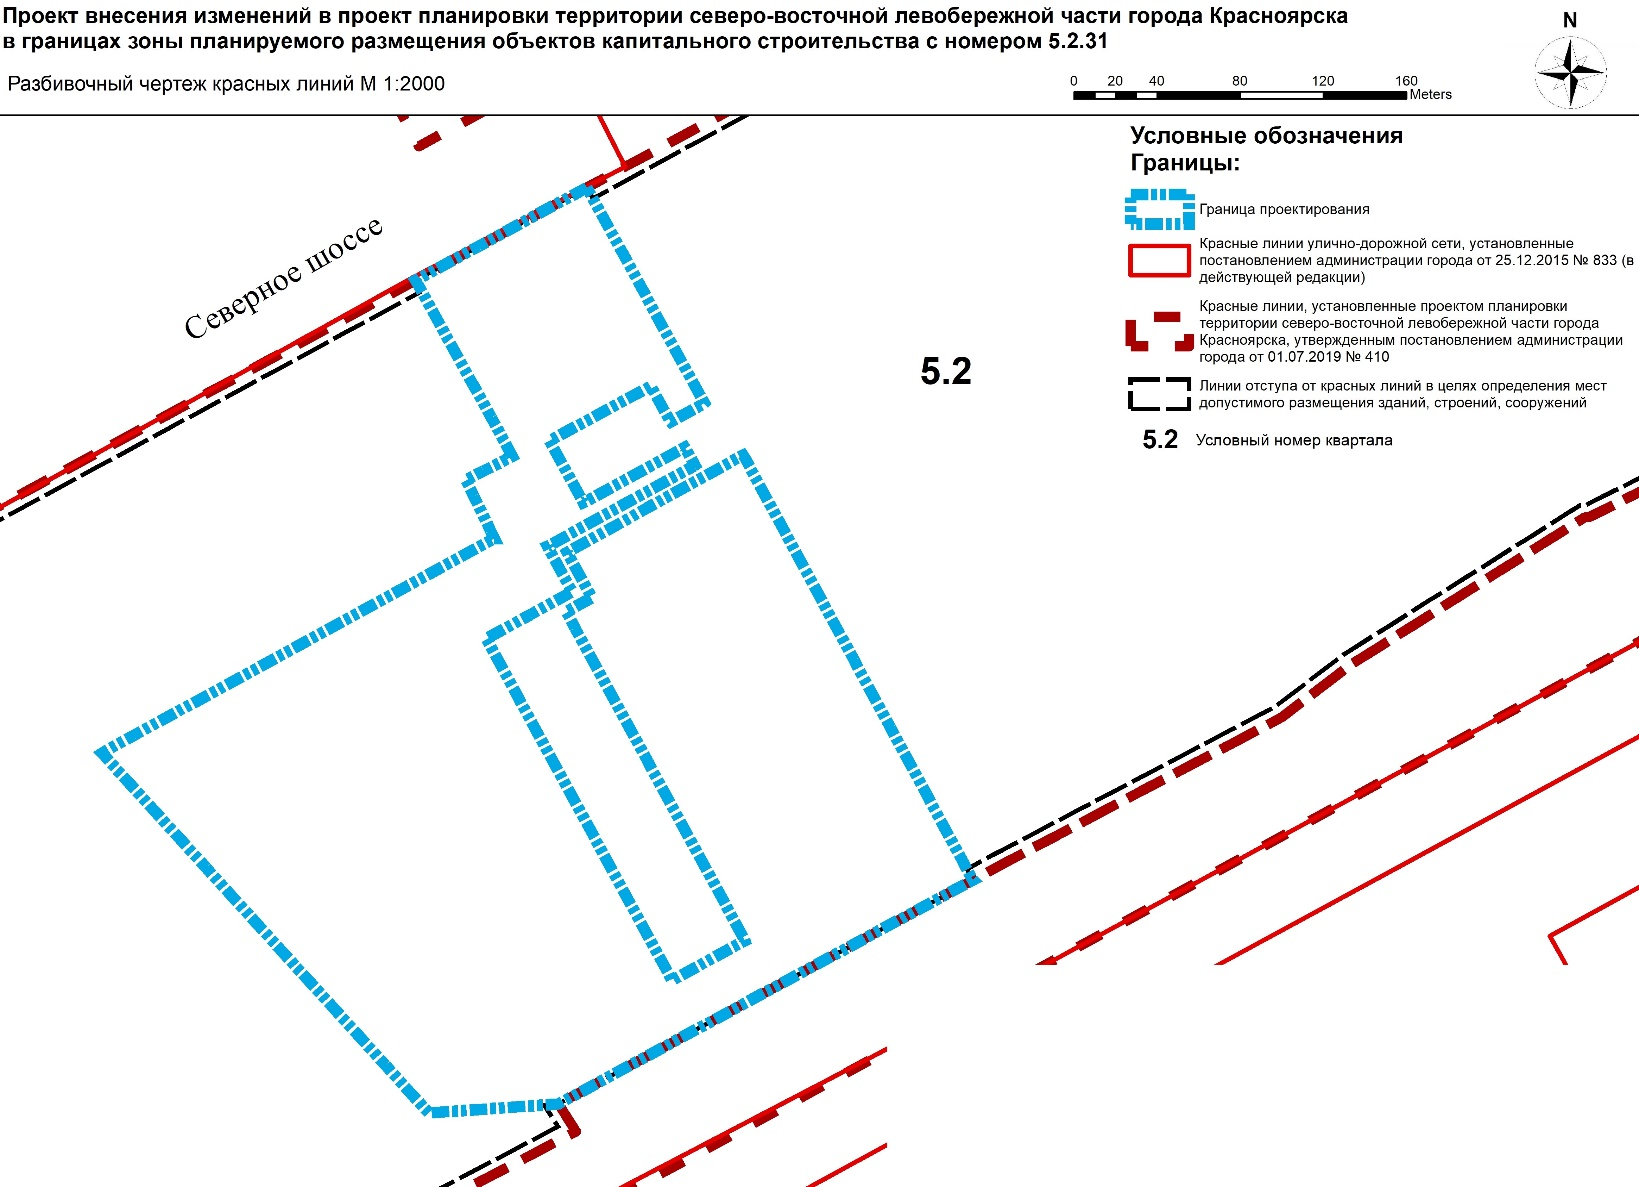 Проект внесения изменений в проект планировки территории северо-восточной левобережной части города Красноярска
в границах зоны планируемого размещения объектов капитального строительства с номером 5.2.31
Разбивочный чертеж красных линий М 1:2000
0 20 40 80 120 160
Meters
N
Условные обозначения
Границы:
Граница проектирования
Красные линии улично-дорожной сети, установленные
постановлением администрации города от 25.12.2015 № 833 (в
действующей редакции)
Красные линии, установленные проектом планировки
территории северо-восточной левобережной части города
Красноярска, утвержденным постановлением администрации
города от 01.07.2019 № 410
Линии отступа от красных линий в целях определения мест
допустимого размещения зданий, строений, сооружений
5.2 Условный номер квартала
Северное шоссе
5.2